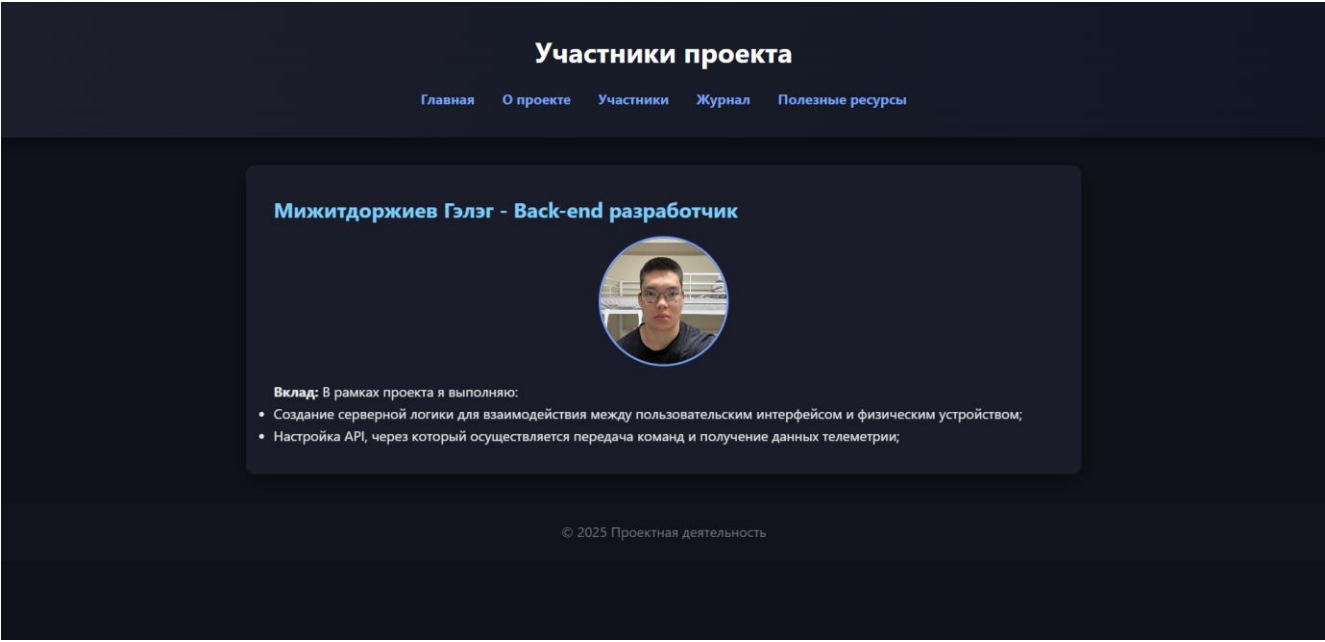 Участники проекта
Главная О проекте Участники Журнал Полезные ресурсы
Мижитдоржиев Гэлэг - Back-end разработчик
Вклад: В рамках проекта я выполняю:
• Создание серверной логики для взаимодействия между пользовательским интерфейсом и физическим устройством;
• Настройка API, через который осуществляется передача команд и получение данных телеметрии;
© 2025 Проектная деятельность